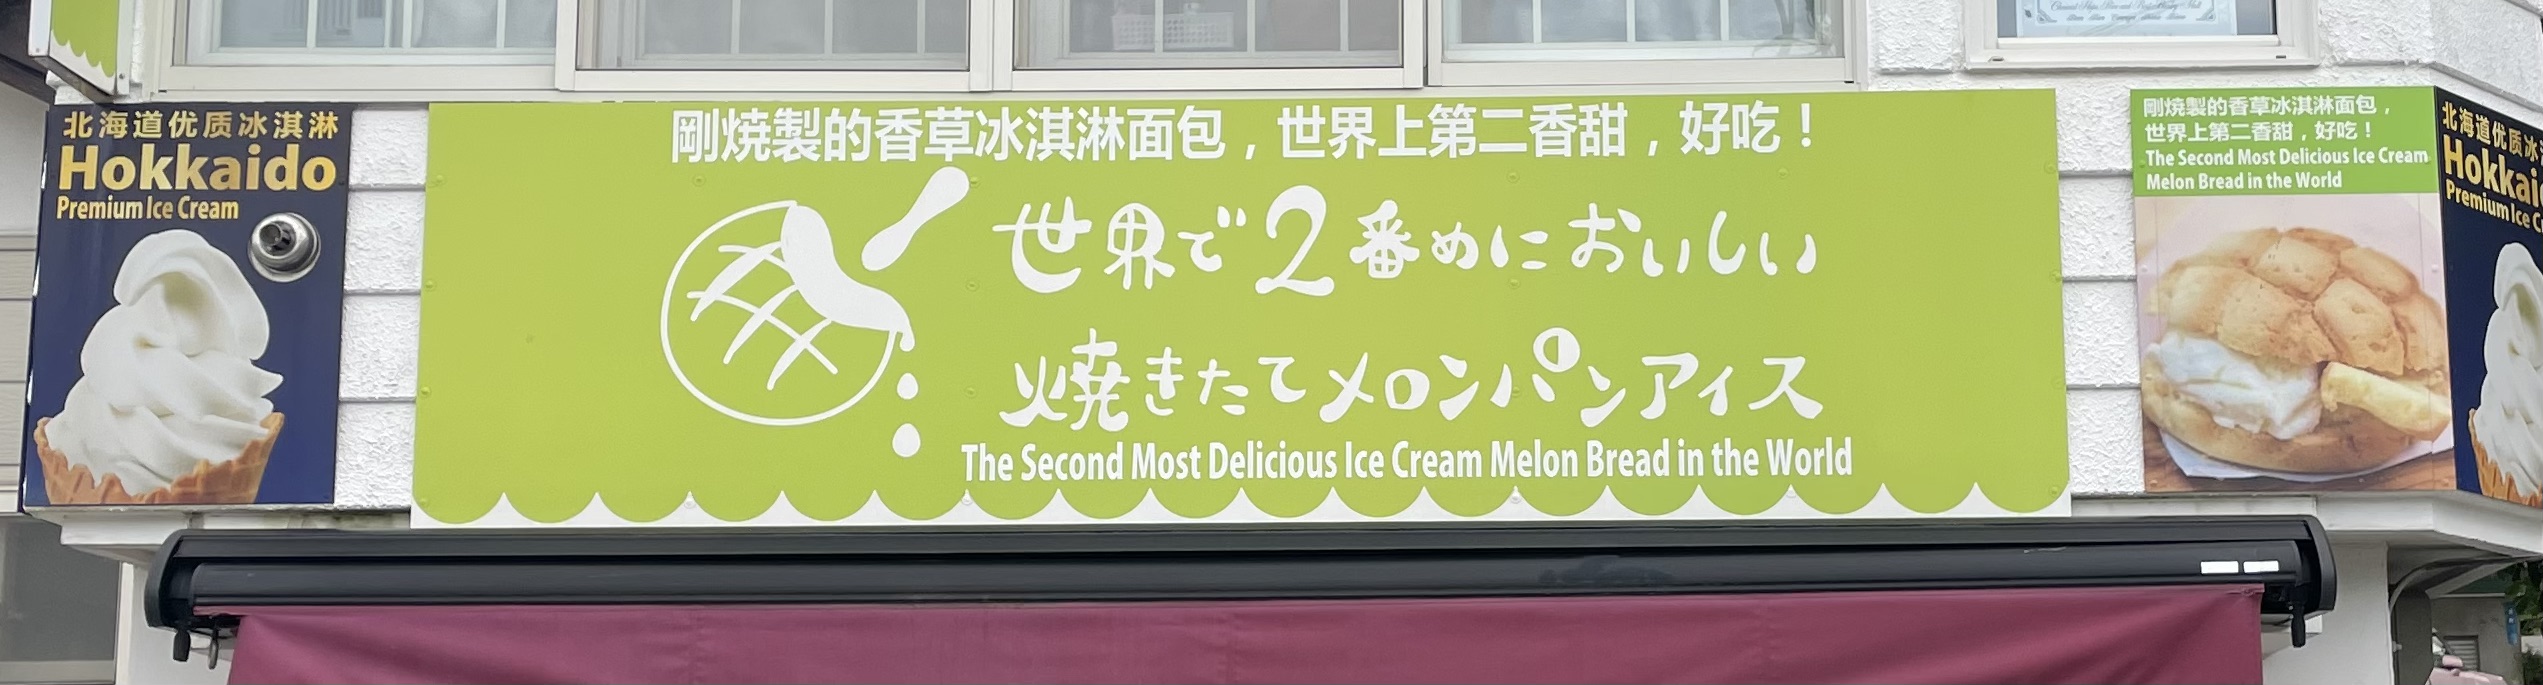 北海道优质冰淇淋
Hokkaido
Premium Ice Cream
剛焼製的香草冰淇淋面包，世界上第二香甜，好吃！
世界で2番めにおいしい
焼きたてメロンパンアイス
The Second Most Delicious Ice Cream Melon Bread in the World
剛焼製的香草冰淇淋面包，
世界上第二香甜，好吃！
The Second Most Delicious Ice Cream
Melon Bread in the World
北海道优质冰
Hokkai
Premium Ice C